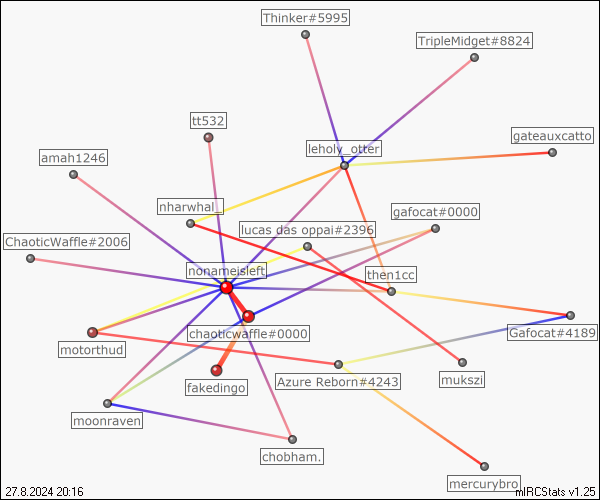 Thinker#5995
TripleMidget#8824
tt532
gateauxcatto
leholy_otter
amah1246
nharwhal_
gafocat#0000
lucas das oppai#2396
ChaoticWaffle#2006
nonameisleft
then1cc
chaoticwaffle#0000
Gafocat#4189
motorthud
fakedingo
Azure Reborn#4243
mukszi
moonraven
chobham.
mercurybro
27.8.2024 20:16
mIRCStats v1.25